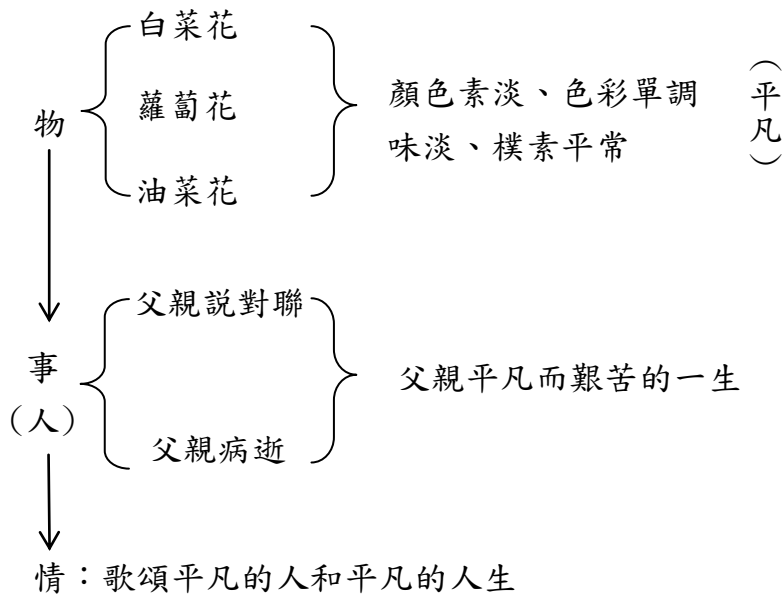 物
白菜花
蘿蔔花
油菜花
顏色素淡、色彩單調
味淡、樸素平常
（平凡）
事
（人）
父親説對聯
父親病逝
父親平凡而艱苦的一生
情：歌頌平凡的人和平凡的人生